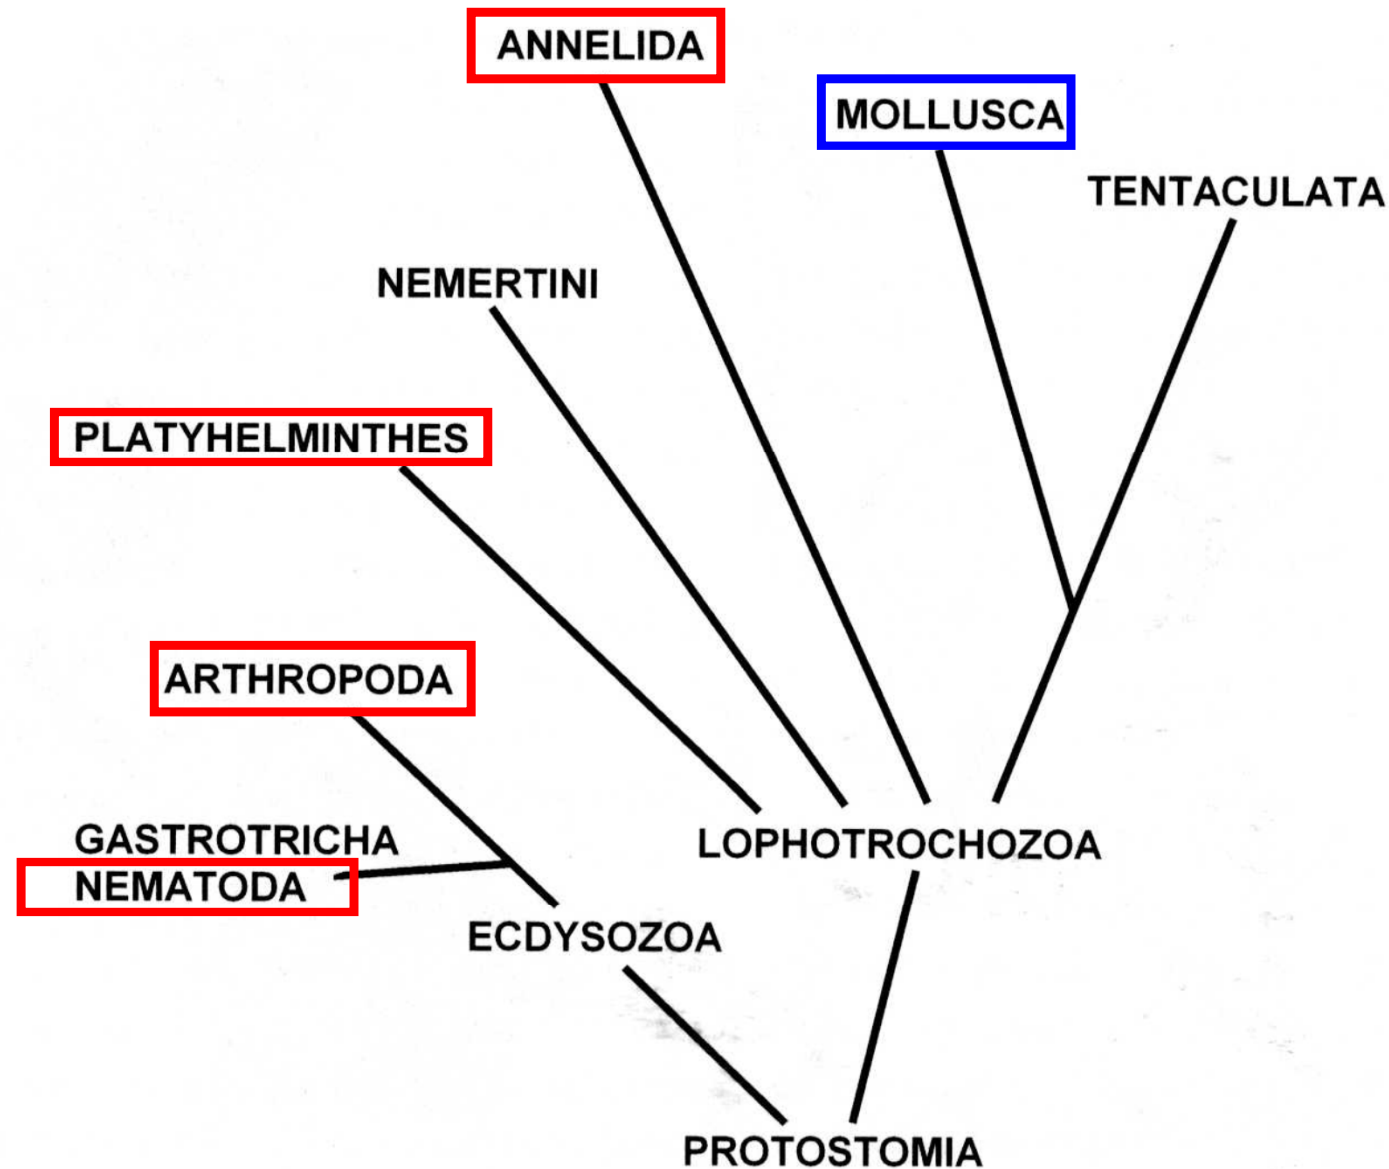 ANNELIDA
MOLLUSCA
TENTACULATA
NEMERTINI
PLATYHELMINTHES
ARTHROPODA
GASTROTRICHA
NEMATODA
LOPHOTROCHOZOA
ECDYSOZOA
PROTOSTOMIA